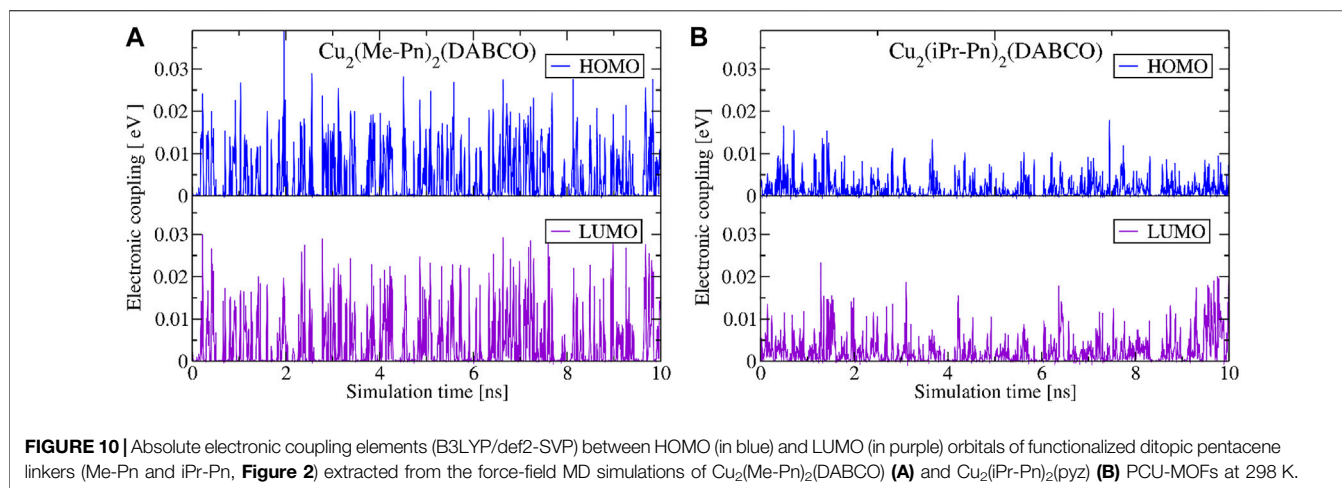 A
Cu2(Me-Pn)2(DABCO)
HOMO
0.03
0.02
0.01
0
LUMO
0.03
0.02
0.01
0
Electronic coupling [ eV]
0 2 4 6 8 10
Simulation time [ns]
B
Cu2(iPr-Pn)2(DABCO)
HOMO
0.03
0.02
0.01
0
LUMO
0.03
0.02
0.01
0
Electronic coupling [eV]
0 2 4 6 8 10
Simulation time [ns]
FIGURE 10 | Absolute electronic coupling elements (B3LYP/def2-SVP) between HOMO (in blue) and LUMO (in purple) orbitals of functionalized ditopic pentacene
linkers (Me-Pn and iPr-Pn, Figure 2) extracted from the force-field MD simulations of Cu2(Me-Pn)2(DABCO) (A) and Cu2(iPr-Pn)2(pyz) (B) PCU-MOFs at 298 K.